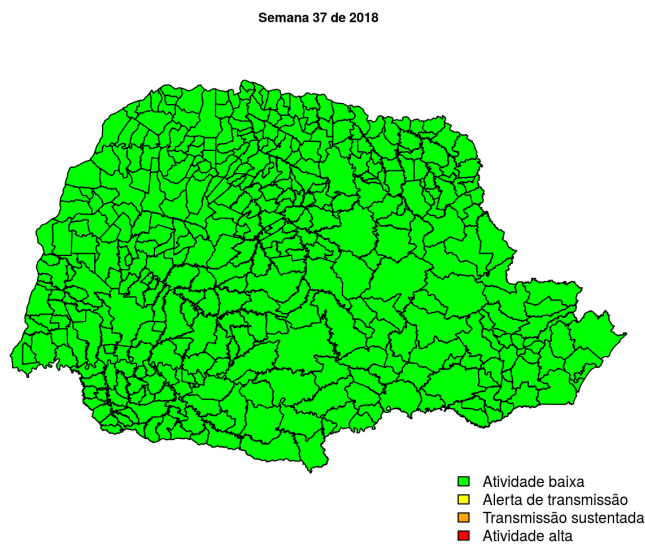 Semana 37 de 2018
Atividade baixa
Alerta de transmissão
Transmissão sustentada
Atividade alta